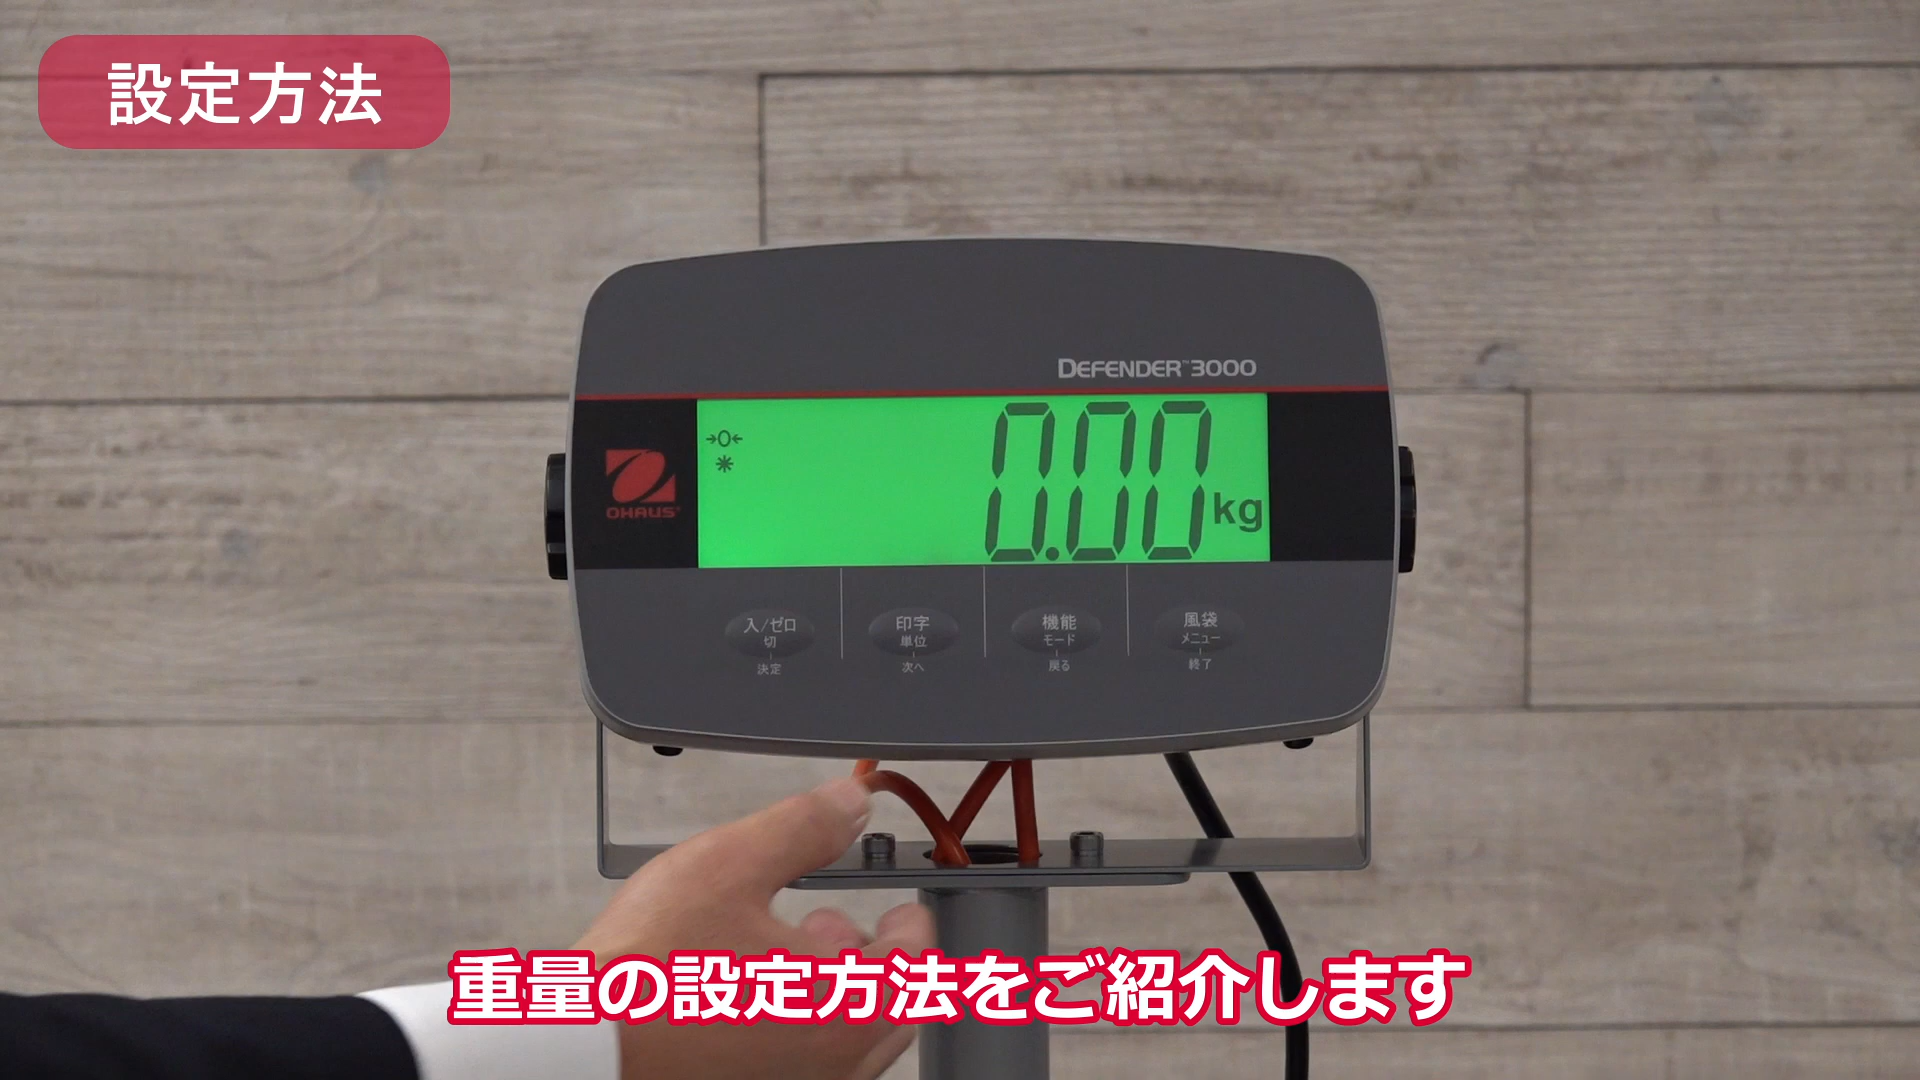 設定方法
DEFENDER™3000
→0←
✳
0.00 kg
OHAUS®
入/ゼロ
切
決定
印字
単位
次へ
機能
モード
戻る
風袋
メニュー
終了
重量の設定方法をご紹介します